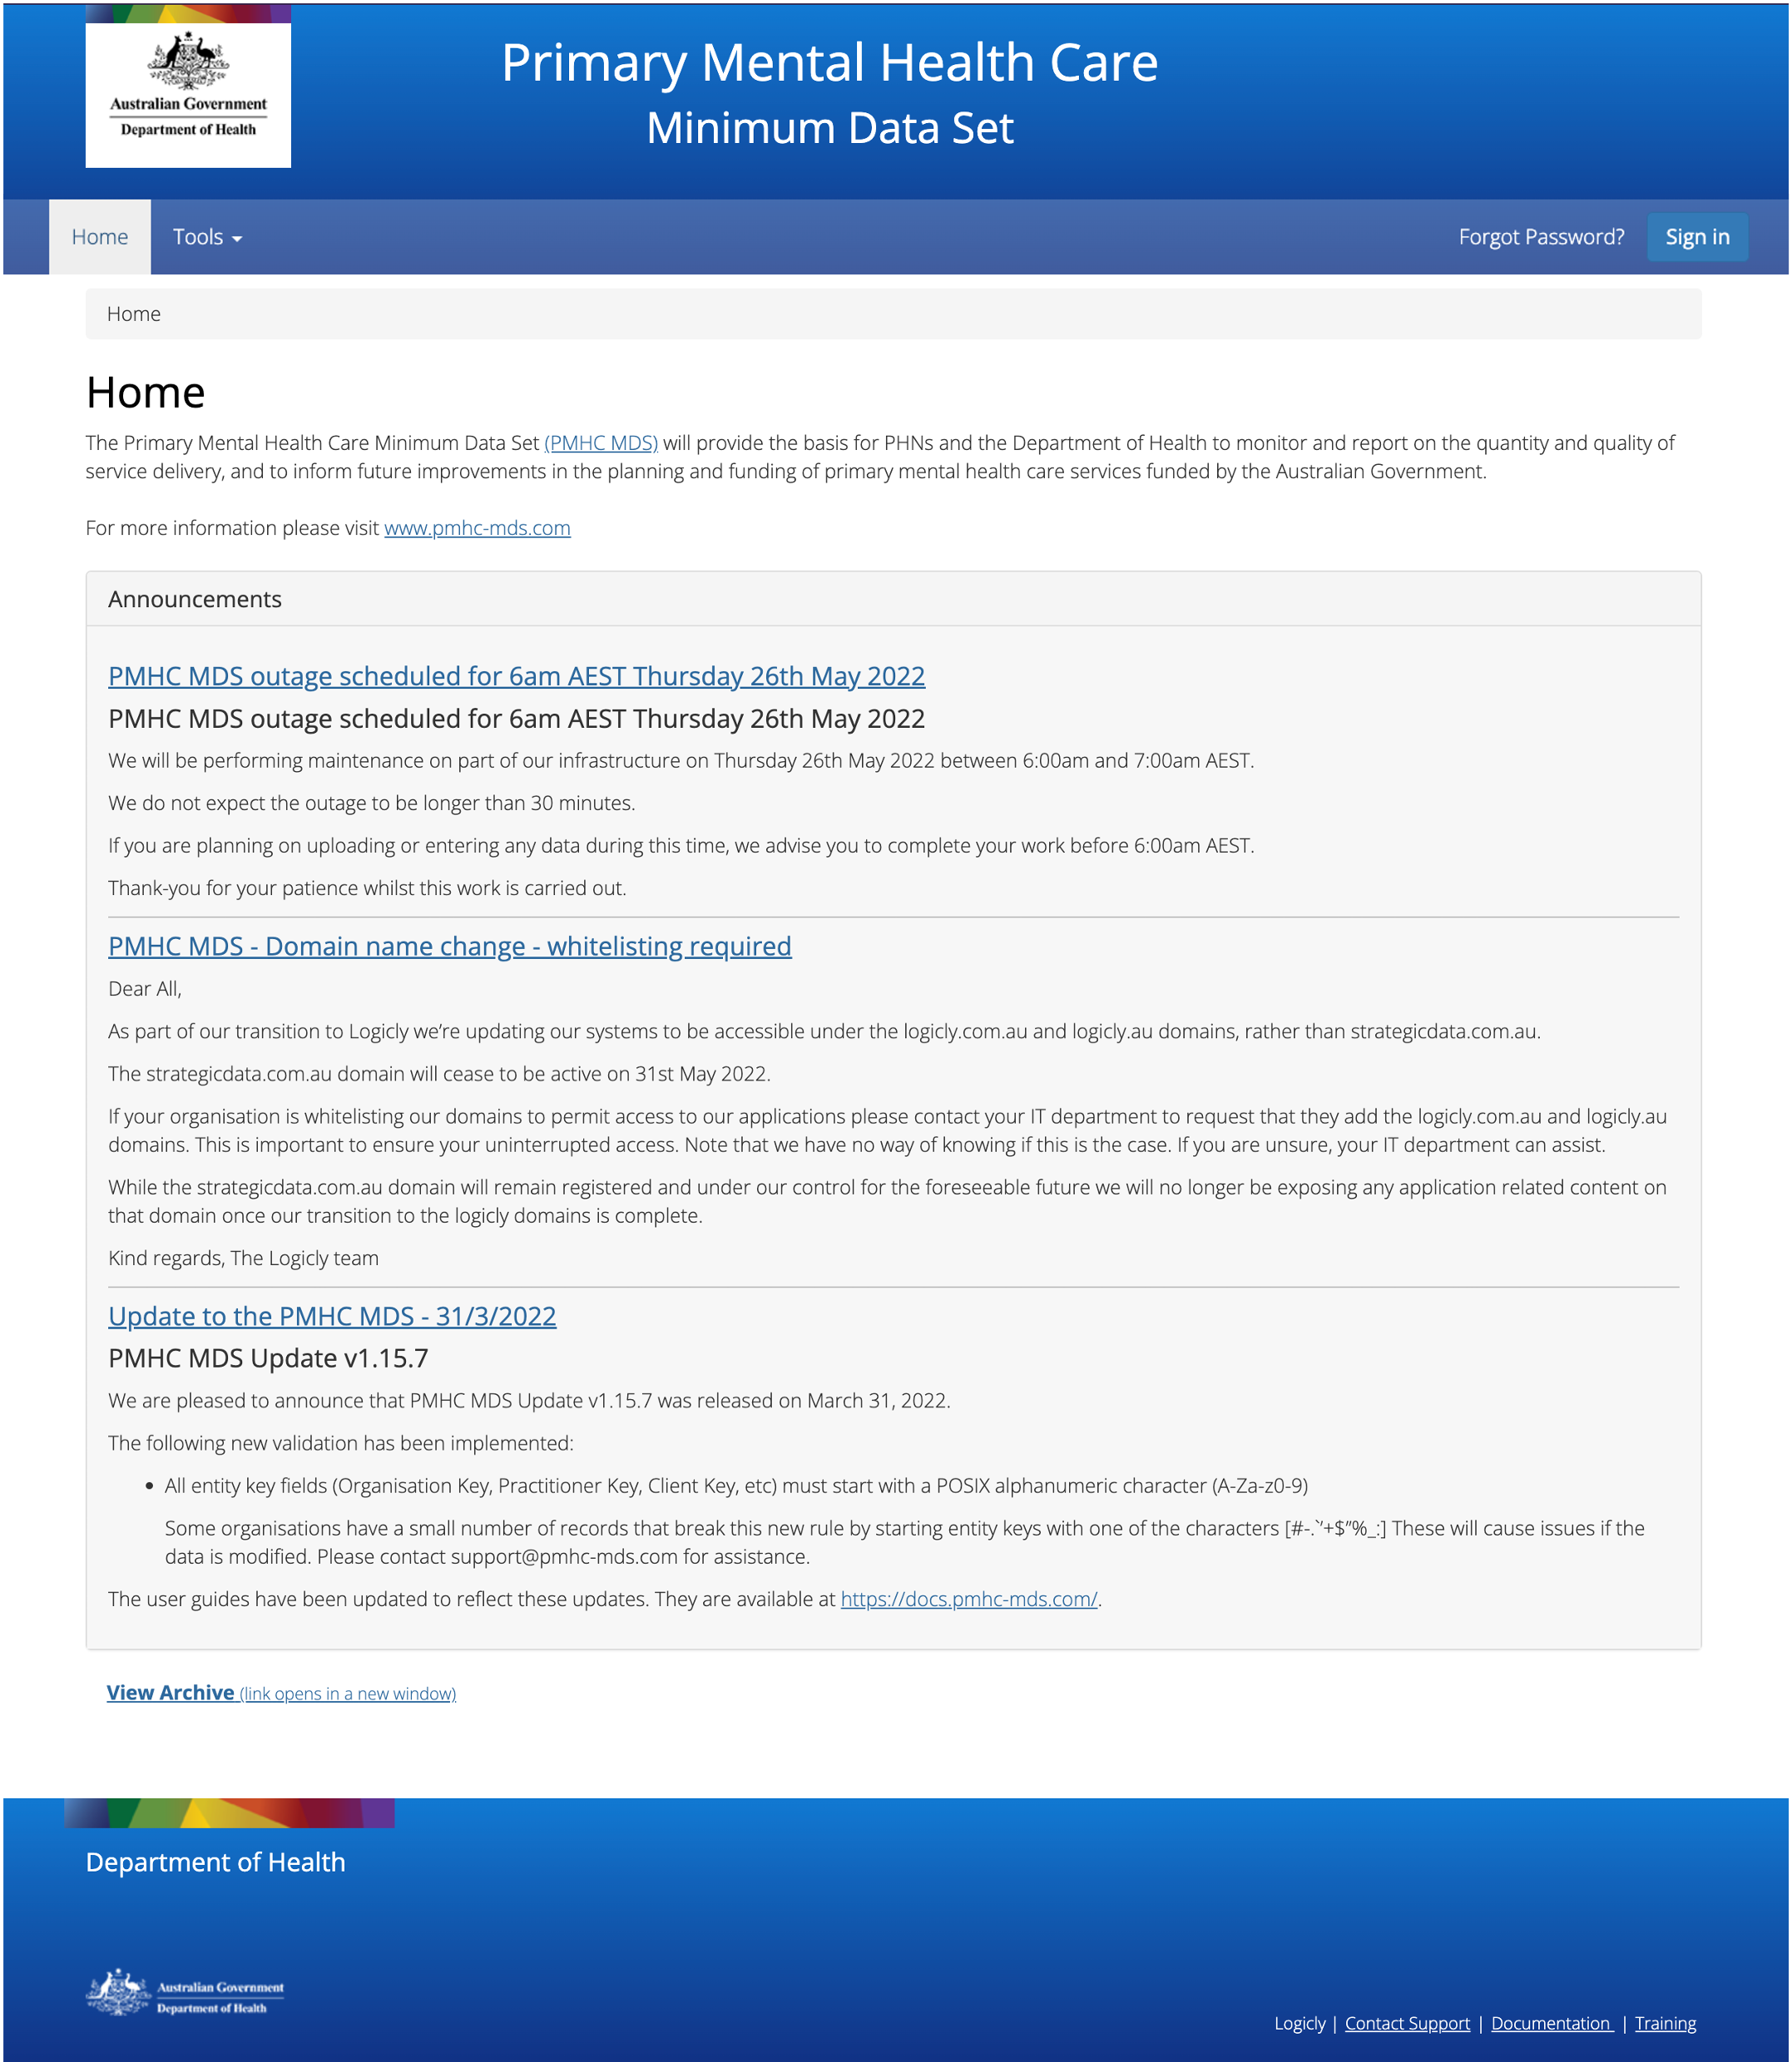 Australian Government
Department of Health
Primary Mental Health Care
Minimum Data Set
Home
Tools
Forgot Password?
Sign in
Home
Home
The Primary Mental Health Care Minimum Data Set (PMHC MDS) will provide the basis for PHNs and the Department of Health to monitor and report on the quantity and quality of
service delivery, and to inform future improvements in the planning and funding of primary mental health care services funded by the Australian Government.
For more information please visit www.pmhc-mds.com
Announcements
PMHC MDS outage scheduled for 6am AEST Thursday 26th May 2022
PMHC MDS outage scheduled for 6am AEST Thursday 26th May 2022
We will be performing maintenance on part of our infrastructure on Thursday 26th May 2022 between 6:00am and 7:00am AEST.
We do not expect the outage to be longer than 30 minutes.
If you are planning on uploading or entering any data during this time, we advise you to complete your work before 6:00am AEST.
Thank-you for your patience whilst this work is carried out.
PMHC MDS - Domain name change - whitelisting required
Dear All,
As part of our transition to Logicly we’re updating our systems to be accessible under the logicly.com.au and logicly.au domains, rather than strategicdata.com.au.
The strategicdata.com.au domain will cease to be active on 31st May 2022.
If your organisation is whitelisting our domains to permit access to our applications please contact your IT department to request that they add the logicly.com.au and logicly.au
domains. This is important to ensure your uninterrupted access. Note that we have no way of knowing if this is the case. If you are unsure, your IT department can assist.
While the strategicdata.com.au domain will remain registered and under our control for the foreseeable future we will no longer be exposing any application related content on
that domain once our transition to the logicly domains is complete.
Kind regards, The Logicly team
Update to the PMHC MDS - 31/3/2022
PMHC MDS Update v1.15.7
We are pleased to announce that PMHC MDS Update v1.15.7 was released on March 31, 2022.
The following new validation has been implemented:
• All entity key fields (Organisation Key, Practitioner Key, Client Key, etc) must start with a POSIX alphanumeric character (A-Za-z0-9)
Some organisations have a small number of records that break this new rule by starting entity keys with one of the characters [#-.`’+$”%_:] These will cause issues if the
data is modified. Please contact support@pmhc-mds.com for assistance.
The user guides have been updated to reflect these updates. They are available at https://docs.pmhc-mds.com/.
View Archive (link opens in a new window)
Department of Health
Australian Government
Department of Health
Logicly | Contact Support | Documentation | Training